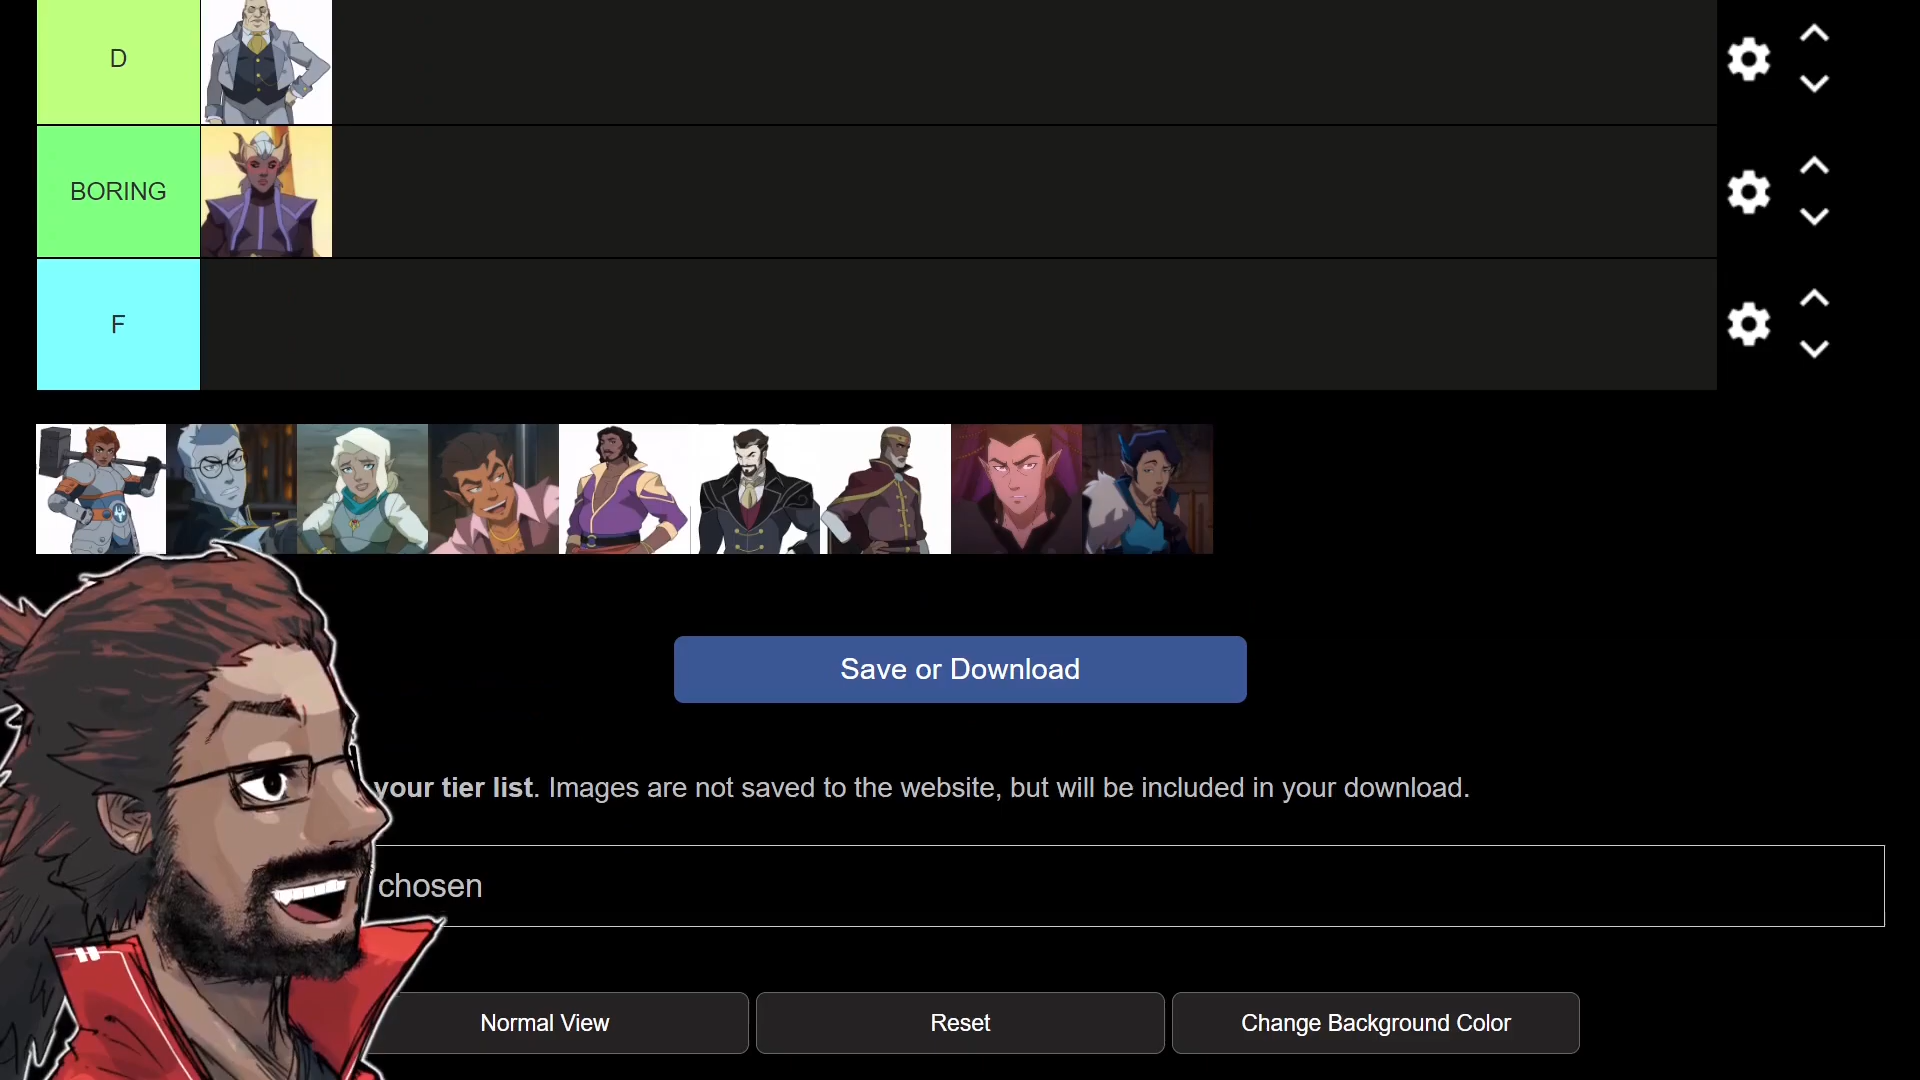 D
BORING
F
Save or Download
your tier list. Images are not saved to the website, but will be included in your download.
chosen
Normal View
Reset
Change Background Color